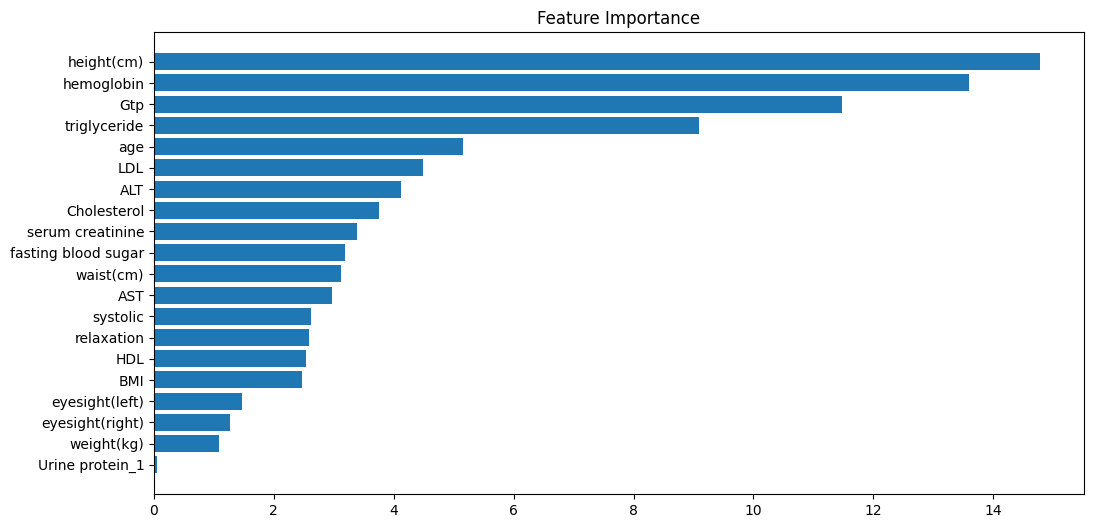 Feature Importance
height(cm)
hemoglobin
Gtp
triglyceride
age
LDL
ALT
Cholesterol
serum creatinine
fasting blood sugar
waist(cm)
AST
systolic
relaxation
HDL
BMI
eyesight(left)
eyesight(right)
weight(kg)
Urine protein_1
0 2 4 6 8 10 12 14